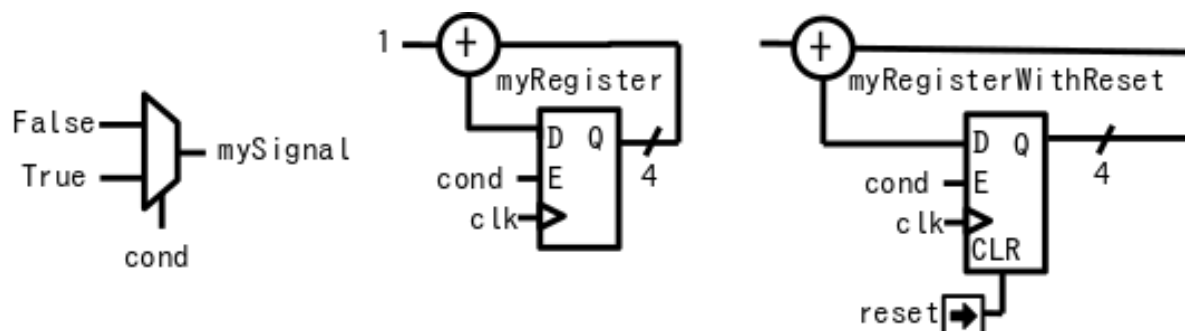 False
True
mySignal
cond
1
+
myRegister
D Q
cond E
clk
4
+
myRegisterWithReset
D Q
cond E
clk
CLR
4
reset